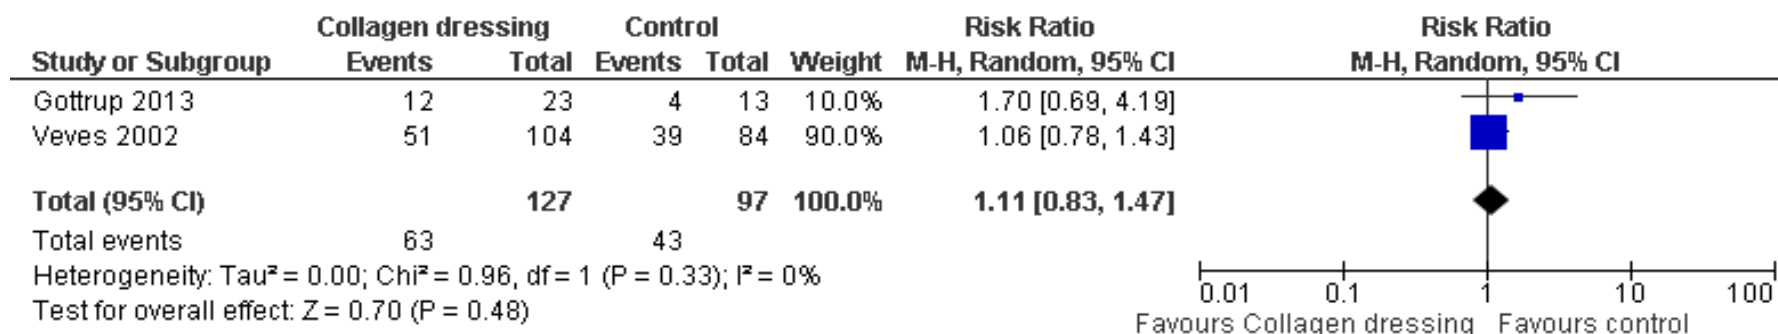 Collagen dressing Control Risk Ratio Risk Ratio
Study or Subgroup Events Total Events Total Weight M-H, Random, 95% CI M-H, Random, 95% CI
Gottrup 2013 12 23 4 13 10.0% 1.70 [0.69, 4.19]
Veves 2002 51 104 39 84 90.0% 1.06 [0.78, 1.43]
Total (95% CI) 127 97 100.0% 1.11 [0.83, 1.47]
Total events 63 43
Heterogeneity: Tau² = 0.00; Chi² = 0.96, df = 1 (P = 0.33); I² = 0%
Test for overall effect: Z = 0.70 (P = 0.48)
0.01 0.1 1 10 100
Favours Collagen dressing Favours control